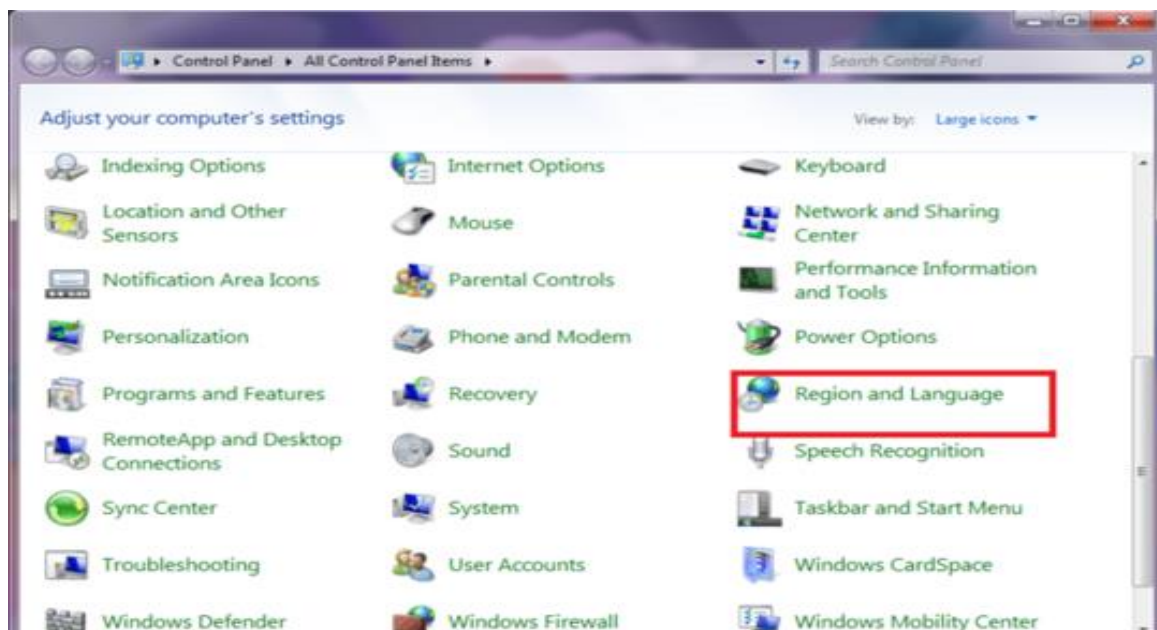 Control Panel ▸ All Control Panel Items ▸
Search Control Panel
Adjust your computer's settings
View by: Large icons
Indexing Options
Internet Options
Keyboard
Location and Other
Sensors
Mouse
Network and Sharing
Center
Notification Area Icons
Parental Controls
Performance Information
and Tools
Personalization
Phone and Modem
Power Options
Programs and Features
Recovery
Region and Language
RemoteApp and Desktop
Connections
Sound
Speech Recognition
Sync Center
System
Taskbar and Start Menu
Troubleshooting
User Accounts
Windows CardSpace
Windows Defender
Windows Firewall
Windows Mobility Center